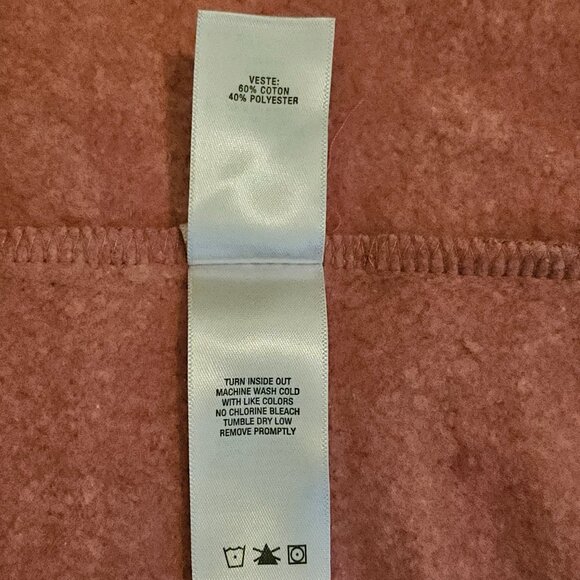 VESTE:
60% COTON
40% POLYESTER
TURN INSIDE OUT
MACHINE WASH COLD
WITH LIKE COLORS
NO CHLORINE BLEACH
TUMBLE DRY LOW
REMOVE PROMPTLY